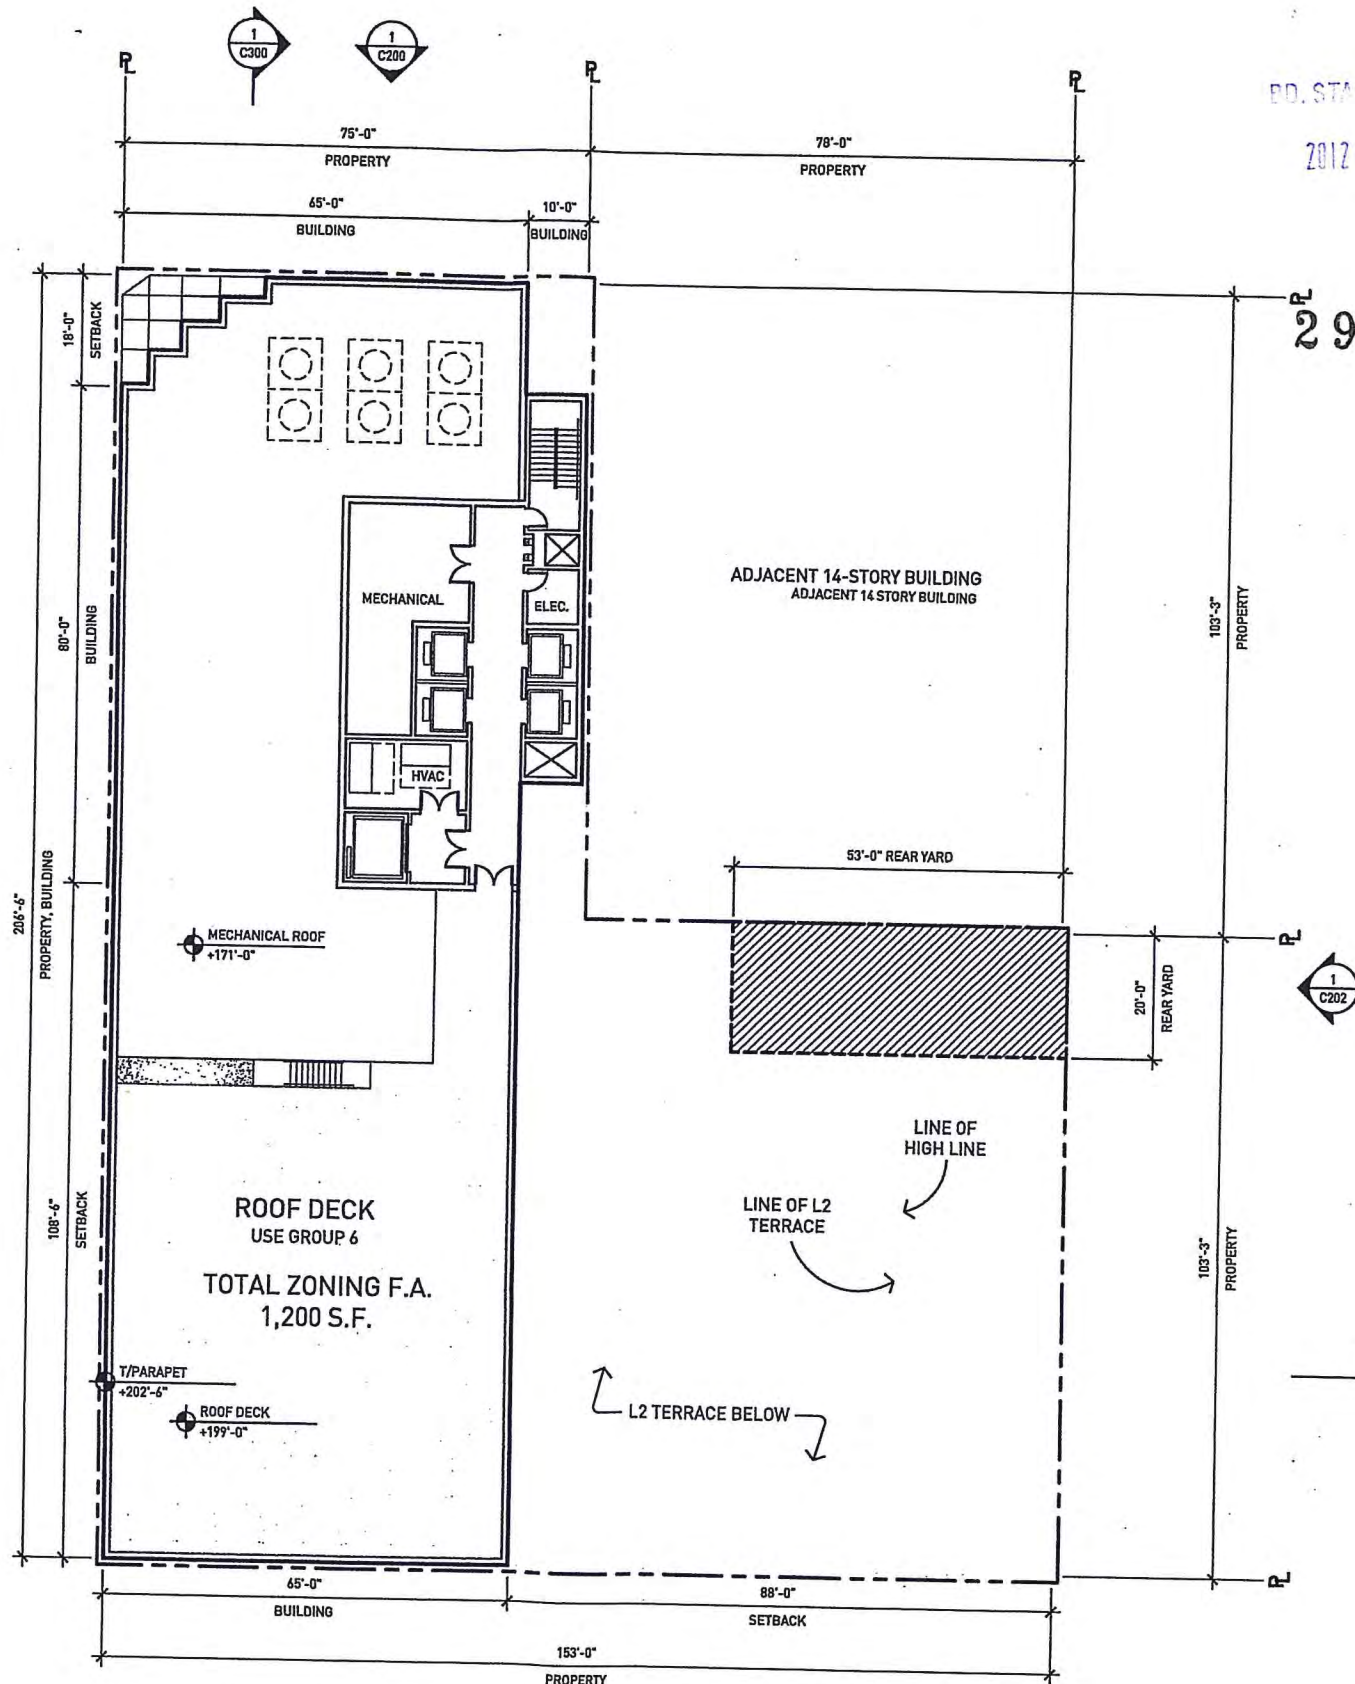 1
C300
1
C200
PL
PL
PL
BD. STA
2012
75'-0"
PROPERTY
78'-0"
PROPERTY
65'-0"
BUILDING
10'-0"
BUILDING
18'-0"
SETBACK
PL
29
MECHANICAL
ELEC.
ADJACENT 14-STORY BUILDING
ADJACENT 14 STORY BUILDING
103'-3"
PROPERTY
80'-0"
BUILDING
HVAC
53'-0" REAR YARD
206'-6"
PROPERTY, BUILDING
MECHANICAL ROOF
+171'-0"
PL
20'-0"
REAR YARD
1
C202
LINE OF
HIGH LINE
LINE OF L2
TERRACE
108'-6"
SETBACK
ROOF DECK
USE GROUP 6
TOTAL ZONING F.A.
1,200 S.F.
103'-3"
PROPERTY
T/PARAPET
+202'-6"
ROOF DECK
+199'-0"
L2 TERRACE BELOW
PL
65'-0"
BUILDING
88'-0"
SETBACK
153'-0"
PROPERTY